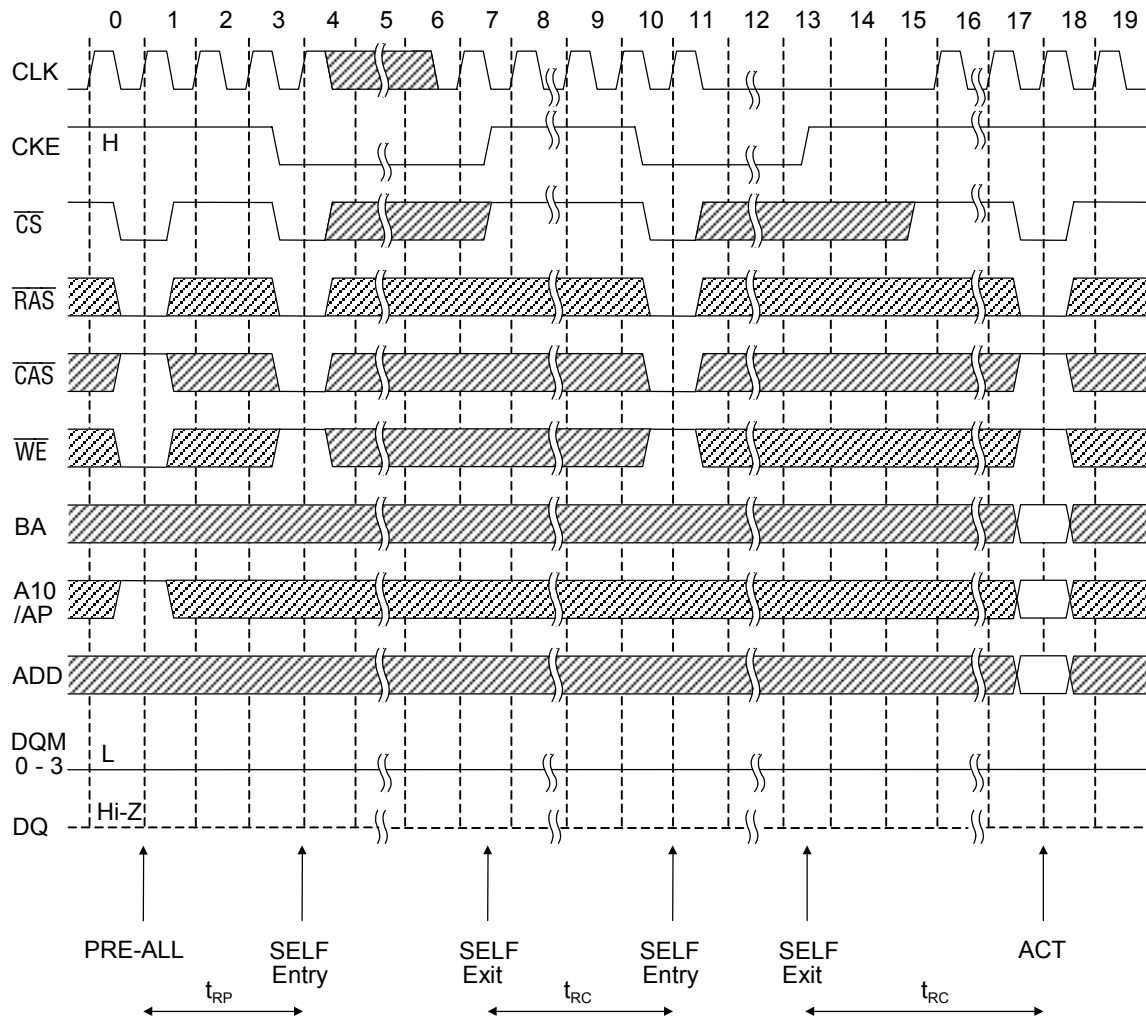 0 1 2 3 4 5 6 7 8 9 10 11 12 13 15 16 17 18 19
CLK
CKE H
CS
RAS
CAS
WE
BA
A10
/AP
ADD
DQM
0 - 3 L
Hi-Z
DQ
PRE-ALL SELF Entry SELF Exit SELF Entry SELF Exit ACT
tRP tRC tRC